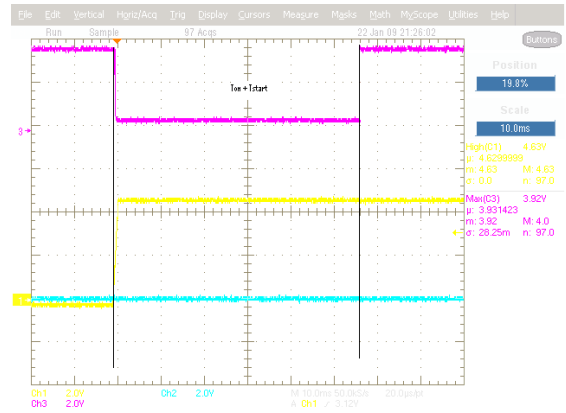 File Edit Vertical Horiz/Acq Trig Display Cursors Measure Masks Math MyScope Utilities Help
Run Sample 97 Acqs 22 Jan 09 21:26:02
Buttons
Position
19.8%
Scale
10.0ms
Ton + Tstart
3
High(C1) 4.63V
µ: 4.6299999
m: 4.63 M: 4.63
σ: 0.0 n: 97.0
Max(C3) 3.92V
µ: 3.931423
m: 3.92 M: 4.0
σ: 28.25m n: 97.0
1
Ch1 2.0V Ch2 2.0V M 10.0ms 50.0kS/s 20.0µs/pt
Ch3 2.0V A Ch1 / 3.12V